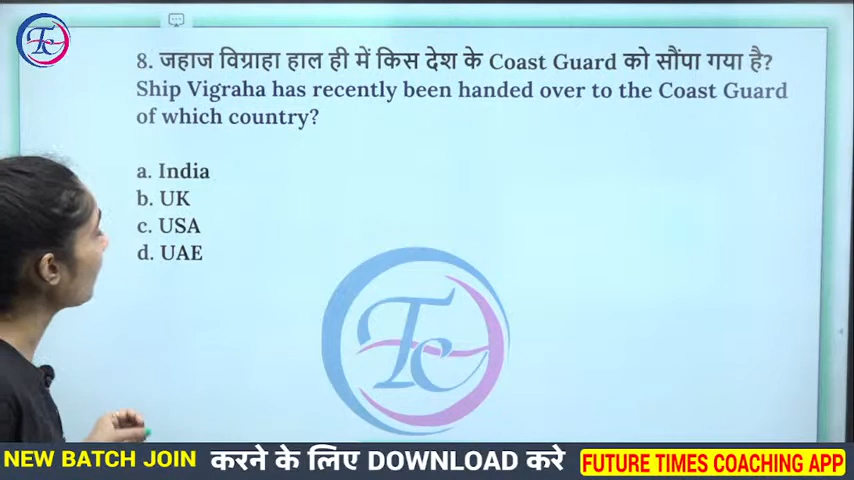 8. जहाज विग्राहा हाल ही में किस देश के Coast Guard को सौंपा गया है?
Ship Vigraha has recently been handed over to the Coast Guard
of which country?
a. India
b. UK
c. USA
d. UAE
NEW BATCH JOIN करने के लिए DOWNLOAD करे FUTURE TIMES COACHING APP